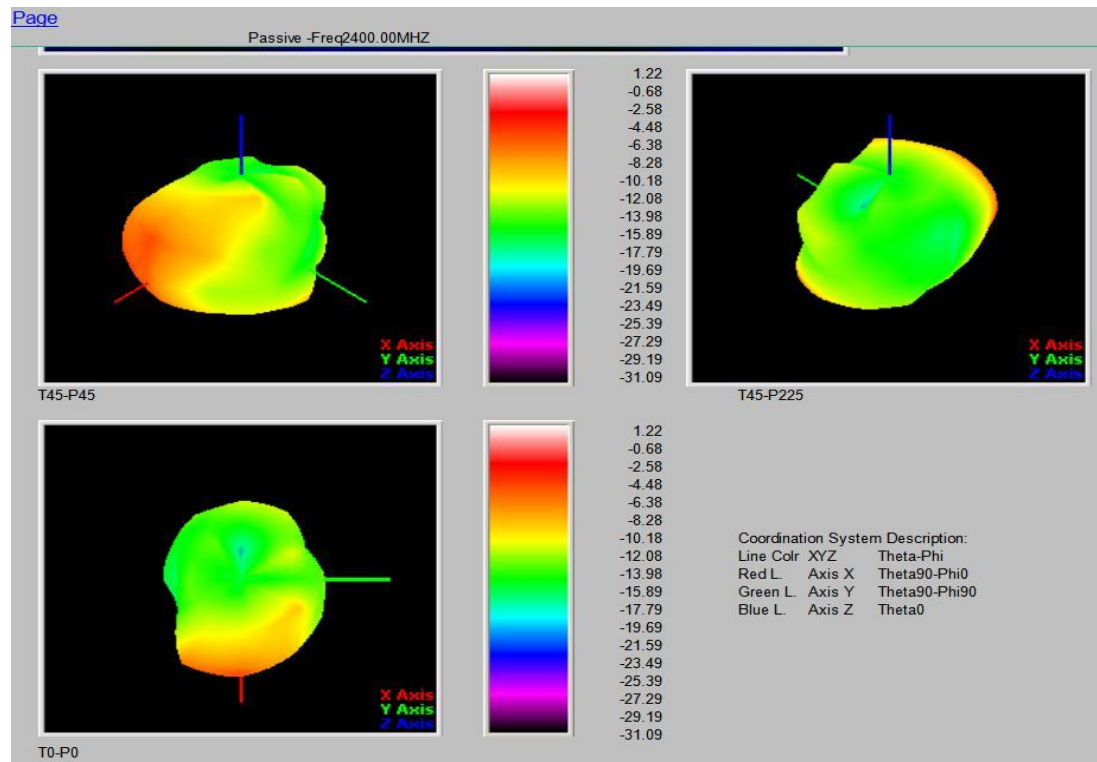 Page
Passive -Freq2400.00MHZ
1.22
-0.68
-2.58
-4.48
-6.38
-8.28
-10.18
-12.08
-13.98
-15.89
-17.79
-19.69
-21.59
-23.49
-25.39
-27.29
-29.19
-31.09
X Axis
Y Axis
Z Axis
X Axis
Y Axis
Z Axis
T45-P45
T45-P225
1.22
-0.68
-2.58
-4.48
-6.38
-8.28
-10.18
-12.08
-13.98
-15.89
-17.79
-19.69
-21.59
-23.49
-25.39
-27.29
-29.19
-31.09
Coordination System Description:
Line Colr XYZ Theta-Phi
Red L. Axis X Theta90-Phi0
Green L. Axis Y Theta90-Phi90
Blue L. Axis Z Theta0
X Axis
Y Axis
Z Axis
T0-P0